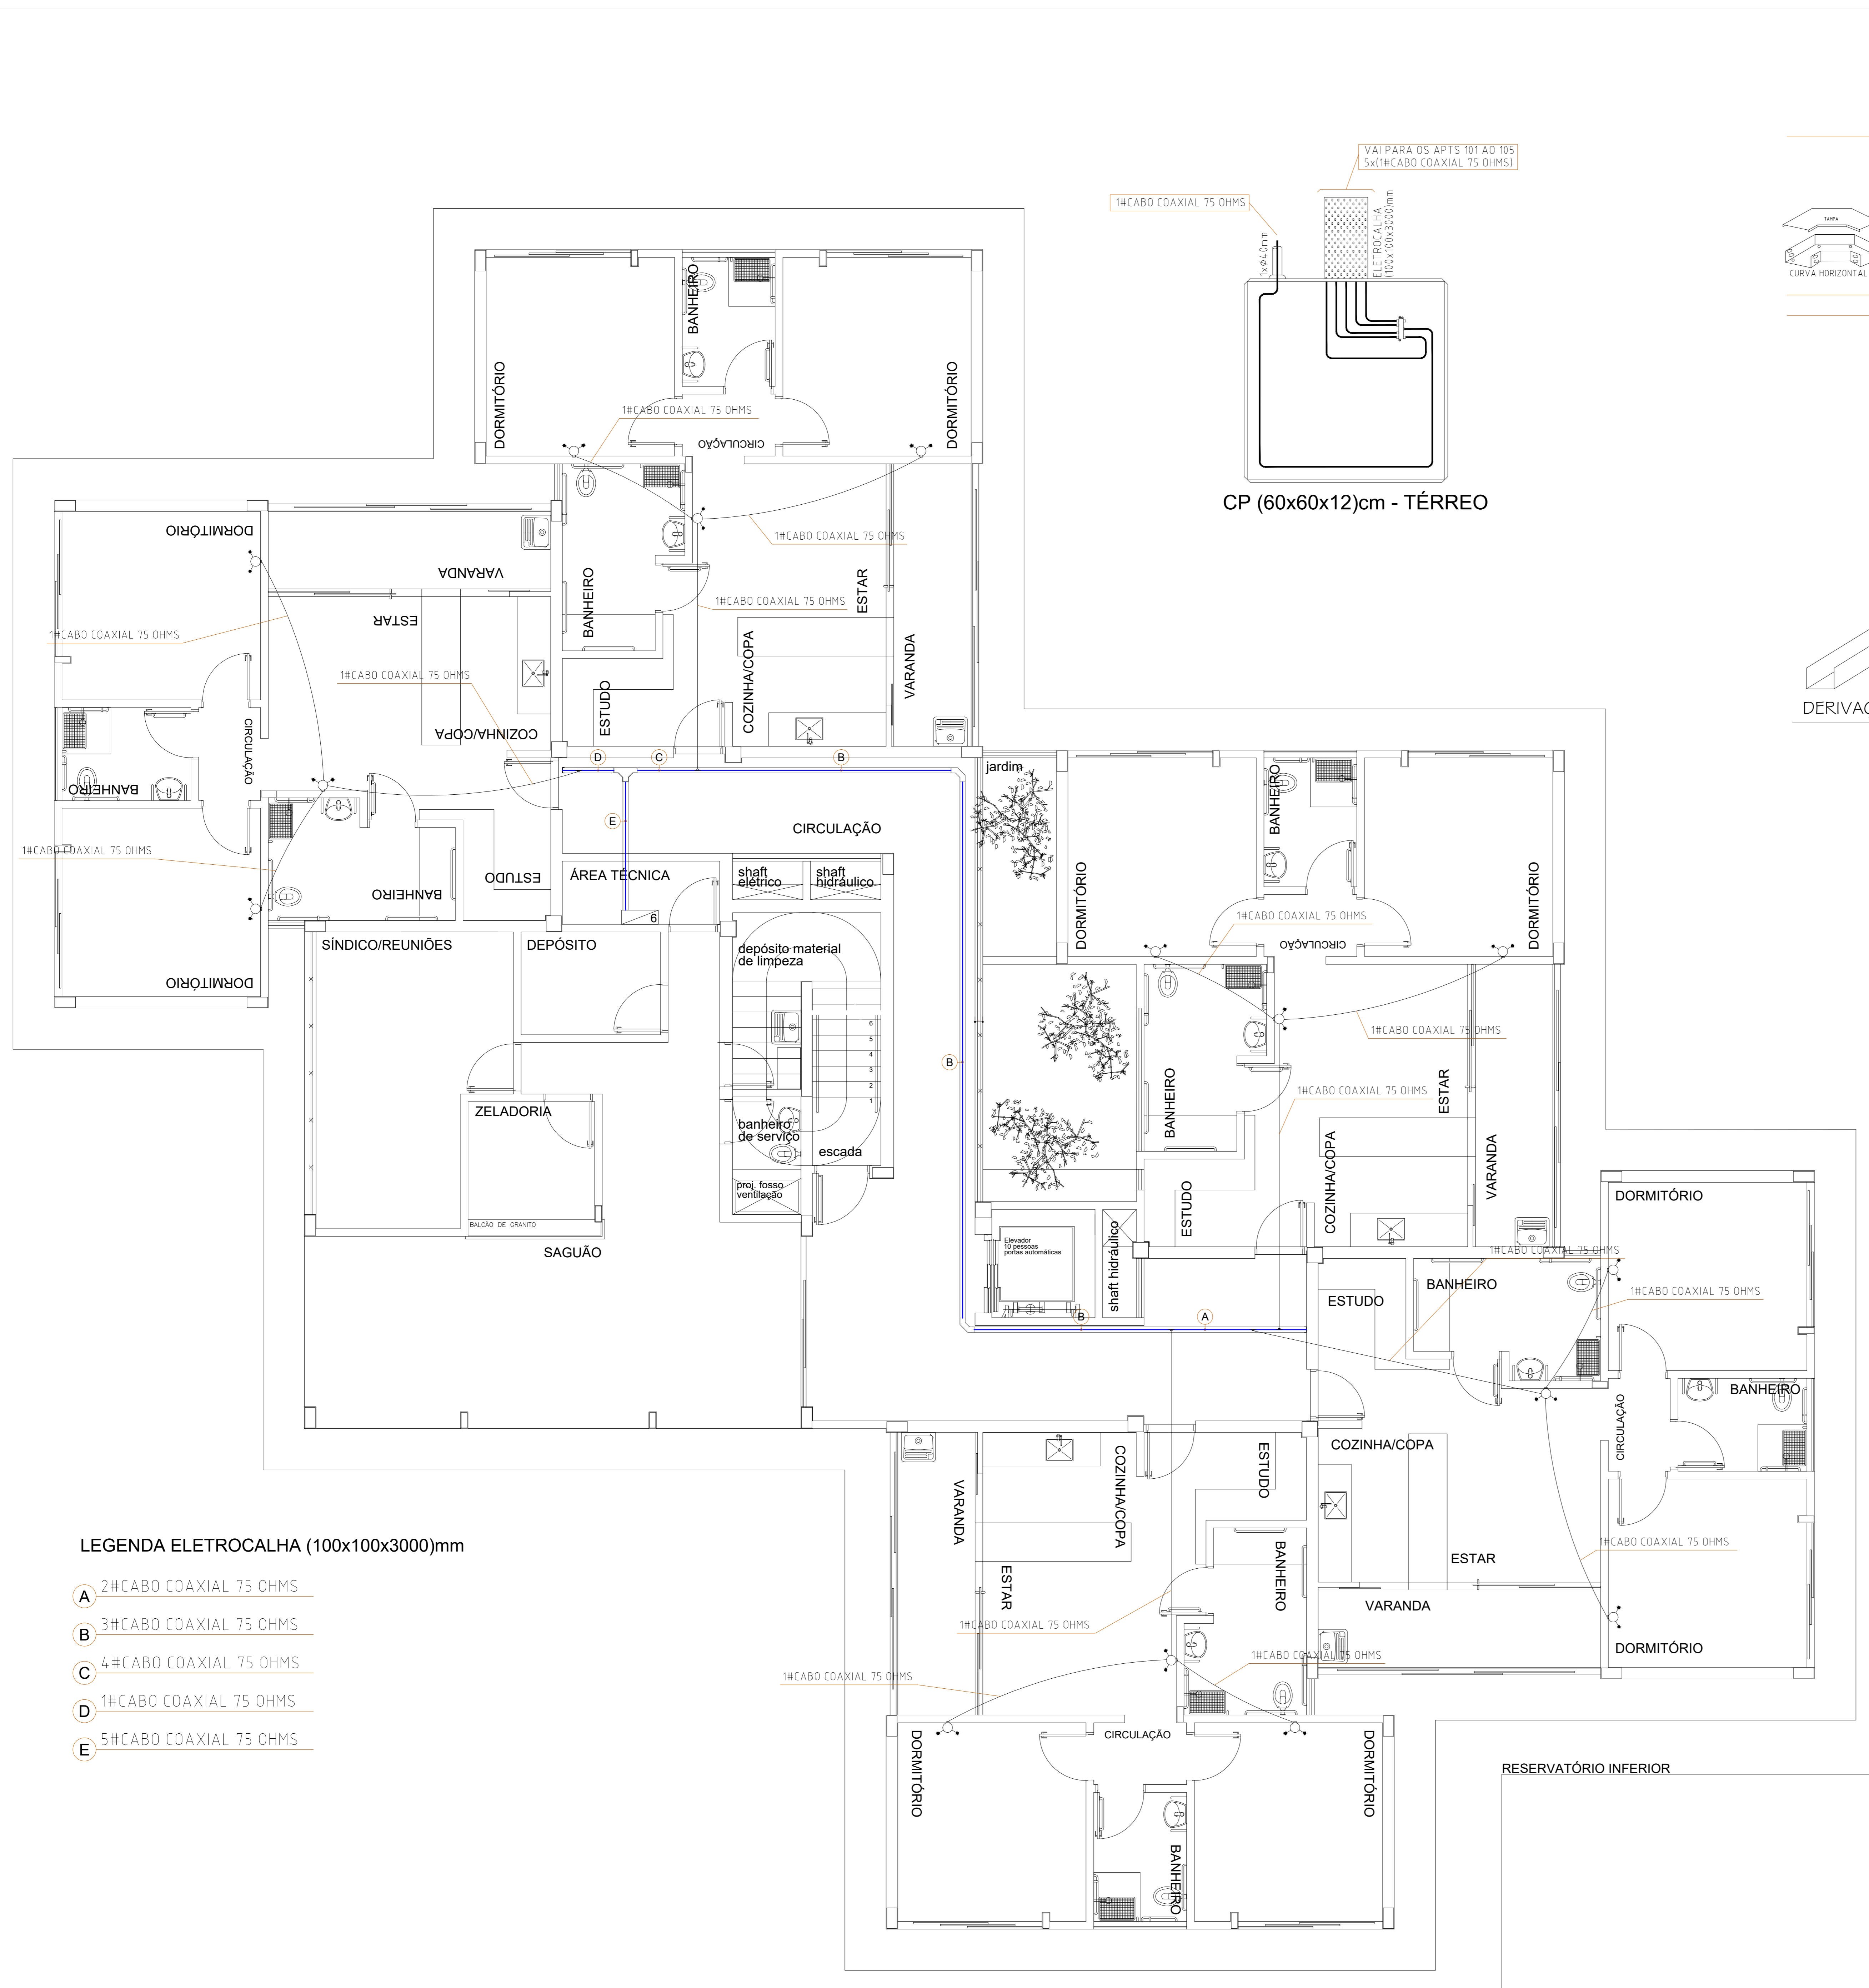 VAI PARA OS APTS 101 AO 105
5x(1#CABO COAXIAL 75 OHMS)
1#CABO COAXIAL 75 OHMS
1xØ40mm
ELETROCALHA
(100x100x3000)mm
CP (60x60x12)cm - TÉRREO
TAMPA
CURVA HORIZONTAL
DERIVAÇ
BANHEIRO
DORMITÓRIO
DORMITÓRIO
1#CABO COAXIAL 75 OHMS
CIRCULAÇÃO
1#CABO COAXIAL 75 OHMS
BANHEIRO
ESTAR
1#CABO COAXIAL 75 OHMS
COZINHA/COPA
VARANDA
ESTUDO
DORMITÓRIO
VARANDA
ESTAR
1#CABO COAXIAL 75 OHMS
1#CABO COAXIAL 75 OHMS
COZINHA/COPA
CIRCULAÇÃO
BANHEIRO
1#CABO COAXIAL 75 OHMS
ESTUDO
BANHEIRO
DORMITÓRIO
D
C
B
E
CIRCULAÇÃO
ÁREA TÉCNICA
6
shaft
elétrico
shaft
hidráulico
SÍNDICO/REUNIÕES
DEPÓSITO
depósito material
de limpeza
6
5
4
3
2
1
ZELADORIA
banheiro
de serviço
escada
proj. fosso
ventilação
BALCÃO DE GRANITO
SAGUÃO
jardim
B
BANHEIRO
DORMITÓRIO
DORMITÓRIO
1#CABO COAXIAL 75 OHMS
CIRCULAÇÃO
1#CABO COAXIAL 75 OHMS
BANHEIRO
ESTAR
1#CABO COAXIAL 75 OHMS
COZINHA/COPA
VARANDA
ESTUDO
Elevador
10 pessoas
portas automáticas
shaft hidráulico
B
A
1#CABO COAXIAL 75 OHMS
DORMITÓRIO
BANHEIRO
ESTUDO
1#CABO COAXIAL 75 OHMS
BANHEIRO
CIRCULAÇÃO
COZINHA/COPA
ESTAR
1#CABO COAXIAL 75 OHMS
VARANDA
DORMITÓRIO
VARANDA
COZINHA/COPA
ESTUDO
ESTAR
BANHEIRO
1#CABO COAXIAL 75 OHMS
1#CABO COAXIAL 75 OHMS
1#CABO COAXIAL 75 OHMS
DORMITÓRIO
CIRCULAÇÃO
DORMITÓRIO
BANHEIRO
LEGENDA ELETROCALHA (100x100x3000)mm
A 2#CABO COAXIAL 75 OHMS
B 3#CABO COAXIAL 75 OHMS
C 4#CABO COAXIAL 75 OHMS
D 1#CABO COAXIAL 75 OHMS
E 5#CABO COAXIAL 75 OHMS
RESERVATÓRIO INFERIOR